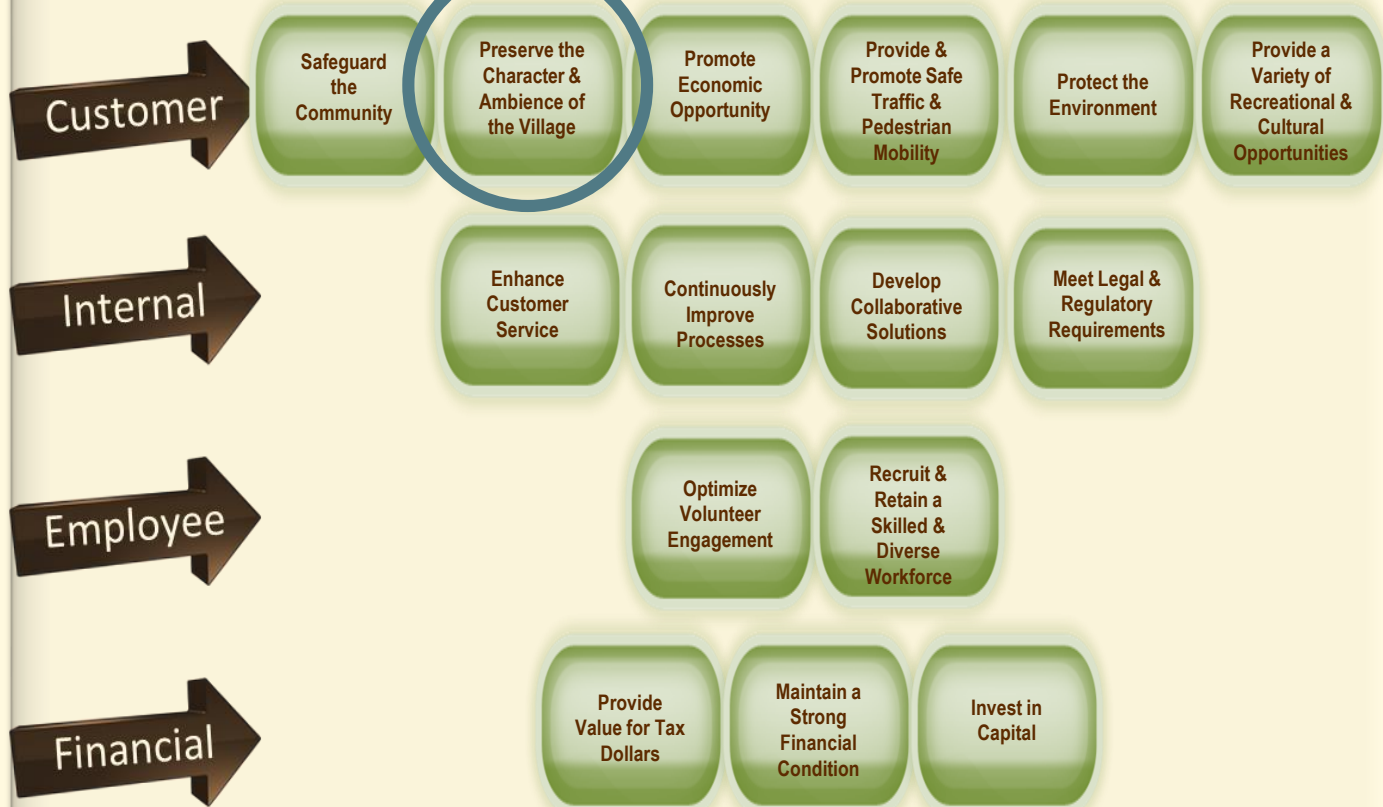 Customer
Safeguard
the
Community
Preserve the
Character &
Ambience of
the Village
Promote
Economic
Opportunity
Provide &
Promote Safe
Traffic &
Pedestrian
Mobility
Protect the
Environment
Provide a
Variety of
Recreational &
Cultural
Opportunities
Internal
Enhance
Customer
Service
Continuously
Improve
Processes
Develop
Collaborative
Solutions
Meet Legal &
Regulatory
Requirements
Employee
Optimize
Volunteer
Engagement
Recruit &
Retain a
Skilled &
Diverse
Workforce
Financial
Provide
Value for Tax
Dollars
Maintain a
Strong
Financial
Condition
Invest in
Capital